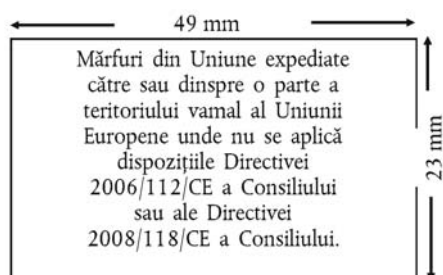 49 mm
Mărfuri din Uniune expediate
către sau dinspre o parte a
teritoriului vamal al Uniunii
Europene unde nu se aplică
dispozițiile Directivei
2006/112/CE a Consiliului
sau ale Directivei
2008/118/CE a Consiliului.
23 mm